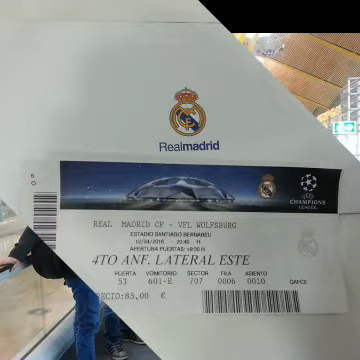 Realmadrid
CHAMPIONS
LEAGUE
REAL MADRID CF - VFL WOLFSBURG
ESTADIO SANTIAGO BERNABEU
12/04/2016 - 20:45 H
APERTURA PUERTAS: 19:30 H
4TO ANF. LATERAL ESTE
PUERTA VOMITORIO SECTOR FILA ASIENTO
53 601-E 707 0006 0010
PRECIO: 85,00 €